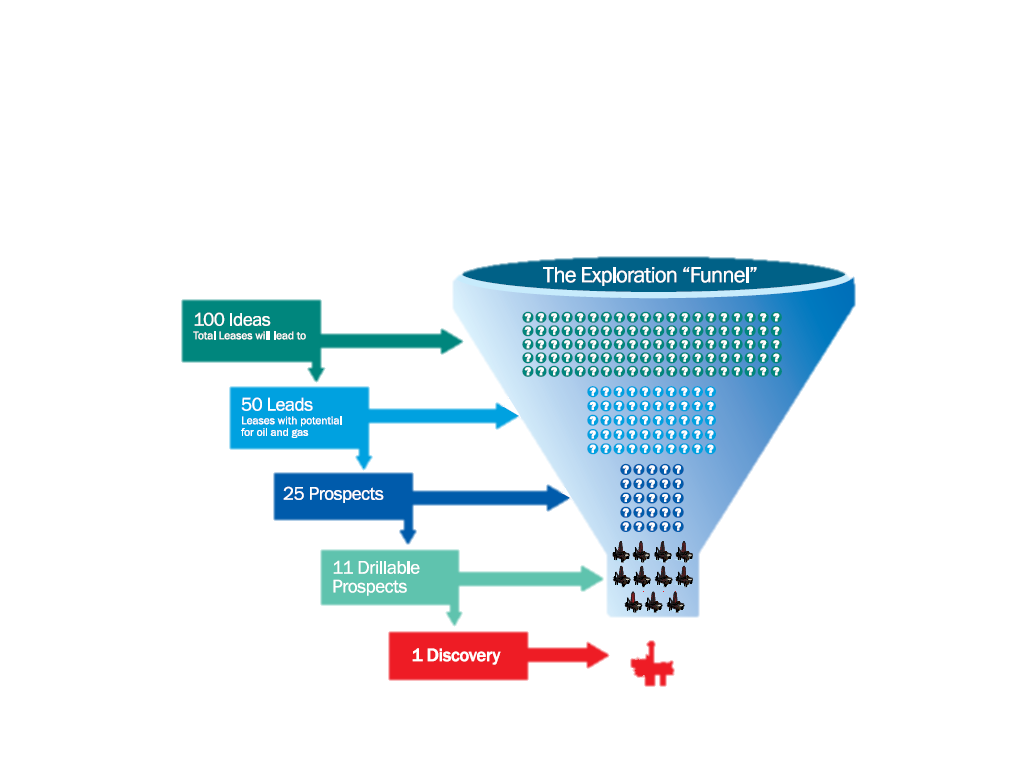 The Exploration “Funnel”
100 Ideas
Total Leases will lead to
50 Leads
Leases with potential
for oil and gas
25 Prospects
11 Drillable
Prospects
1 Discovery